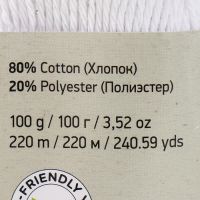 80% Cotton (Хлопок)
20% Polyester (Полиэстер)
100 g / 100 г / 3,52 oz
220 m / 220 м / 240.59 yds
-FRIENDLY